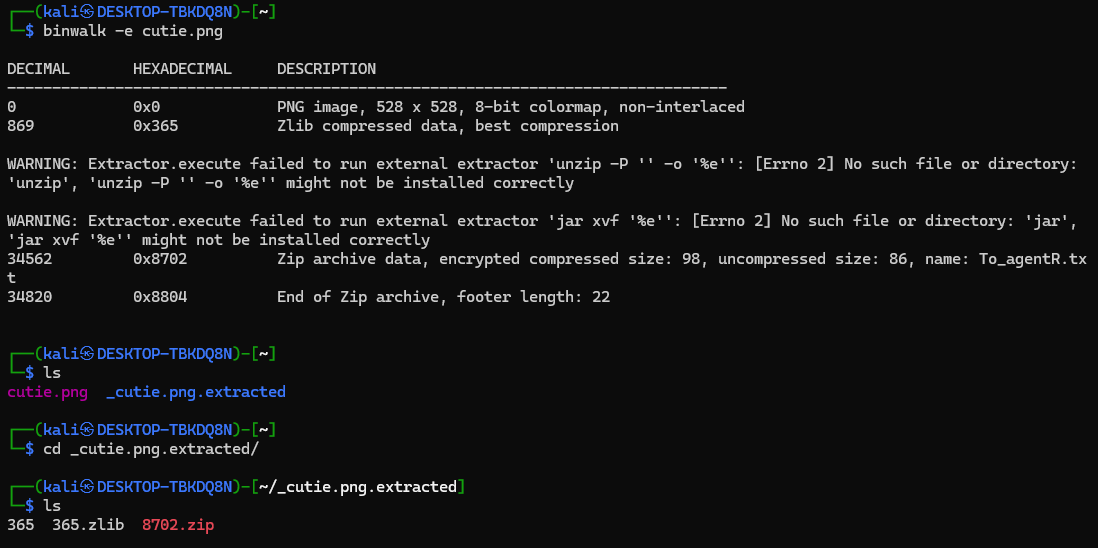 ┌──(kali㉿DESKTOP-TBKDQ8N)-[~]
└─$ binwalk -e cutie.png
DECIMAL       HEXADECIMAL     DESCRIPTION
--------------------------------------------------------------------------------
0             0x0             PNG image, 528 x 528, 8-bit colormap, non-interlaced
869           0x365           Zlib compressed data, best compression
WARNING: Extractor.execute failed to run external extractor 'unzip -P '' -o '%e'': [Errno 2] No such file or directory:
'unzip', 'unzip -P '' -o '%e'' might not be installed correctly
WARNING: Extractor.execute failed to run external extractor 'jar xvf '%e'': [Errno 2] No such file or directory: 'jar',
'jar xvf '%e'' might not be installed correctly
34562         0x8702          Zip archive data, encrypted compressed size: 98, uncompressed size: 86, name: To_agentR.tx
t
34820         0x8804          End of Zip archive, footer length: 22
┌──(kali㉿DESKTOP-TBKDQ8N)-[~]
└─$ ls
cutie.png  _cutie.png.extracted
┌──(kali㉿DESKTOP-TBKDQ8N)-[~]
└─$ cd _cutie.png.extracted/
┌──(kali㉿DESKTOP-TBKDQ8N)-[~/_cutie.png.extracted]
└─$ ls
365  365.zlib  8702.zip